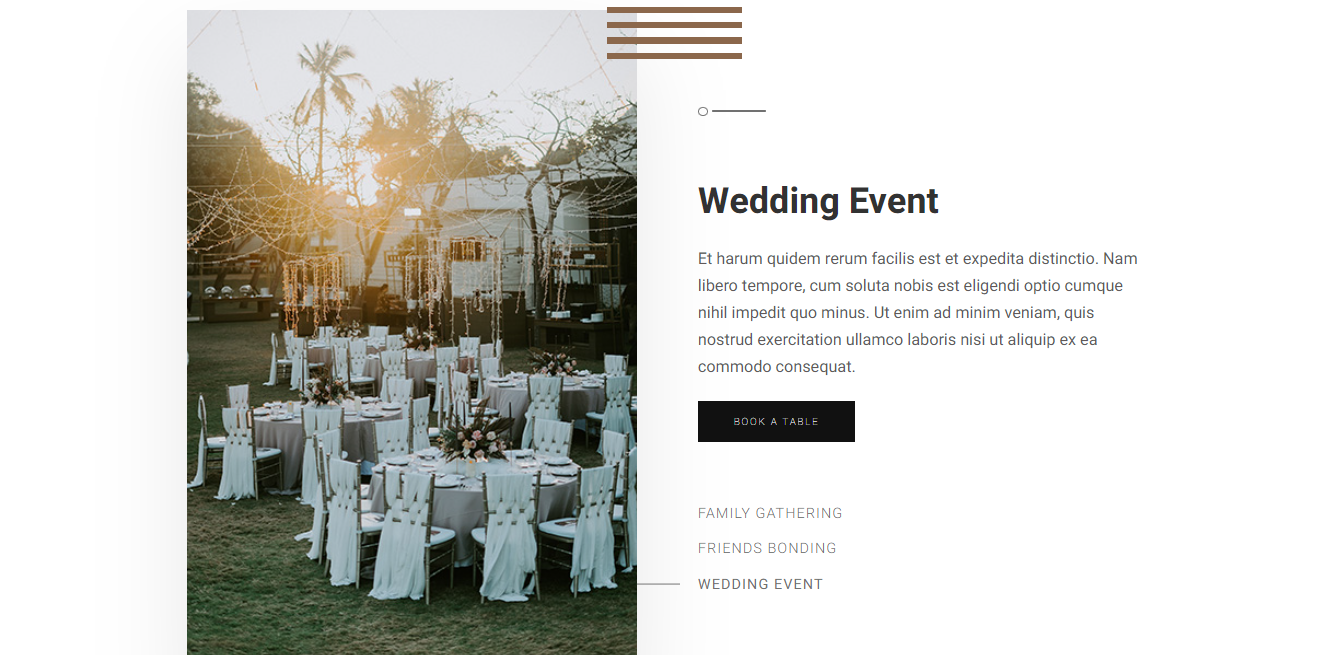 Wedding Event
Et harum quidem rerum facilis est et expedita distinctio. Nam
libero tempore, cum soluta nobis est eligendi optio cumque
nihil impedit quo minus. Ut enim ad minim veniam, quis
nostrud exercitation ullamco laboris nisi ut aliquip ex ea
commodo consequat.
BOOK A TABLE
FAMILY GATHERING
FRIENDS BONDING
WEDDING EVENT